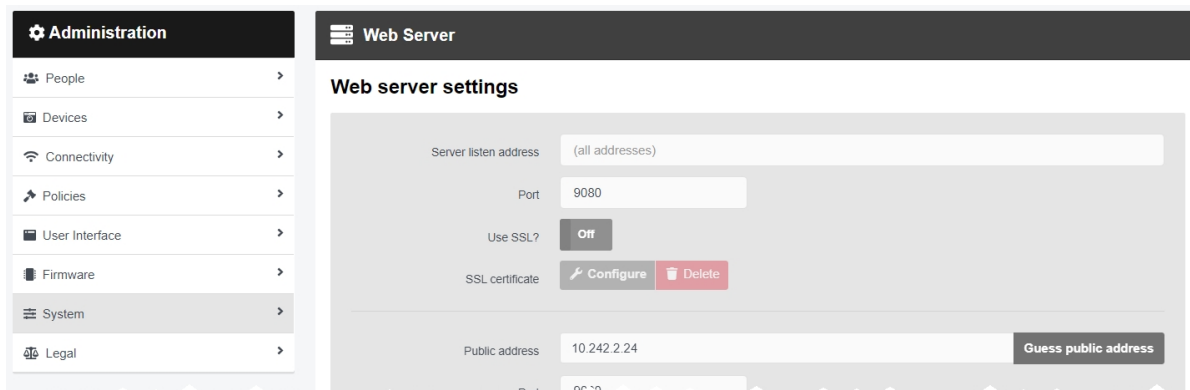 Administration
People
Devices
Connectivity
Policies
User Interface
Firmware
System
Legal
Web Server
Web server settings
Server listen address (all addresses)
Port 9080
Use SSL? Off
SSL certificate Configure Delete
Public address 10.242.2.24 Guess public address